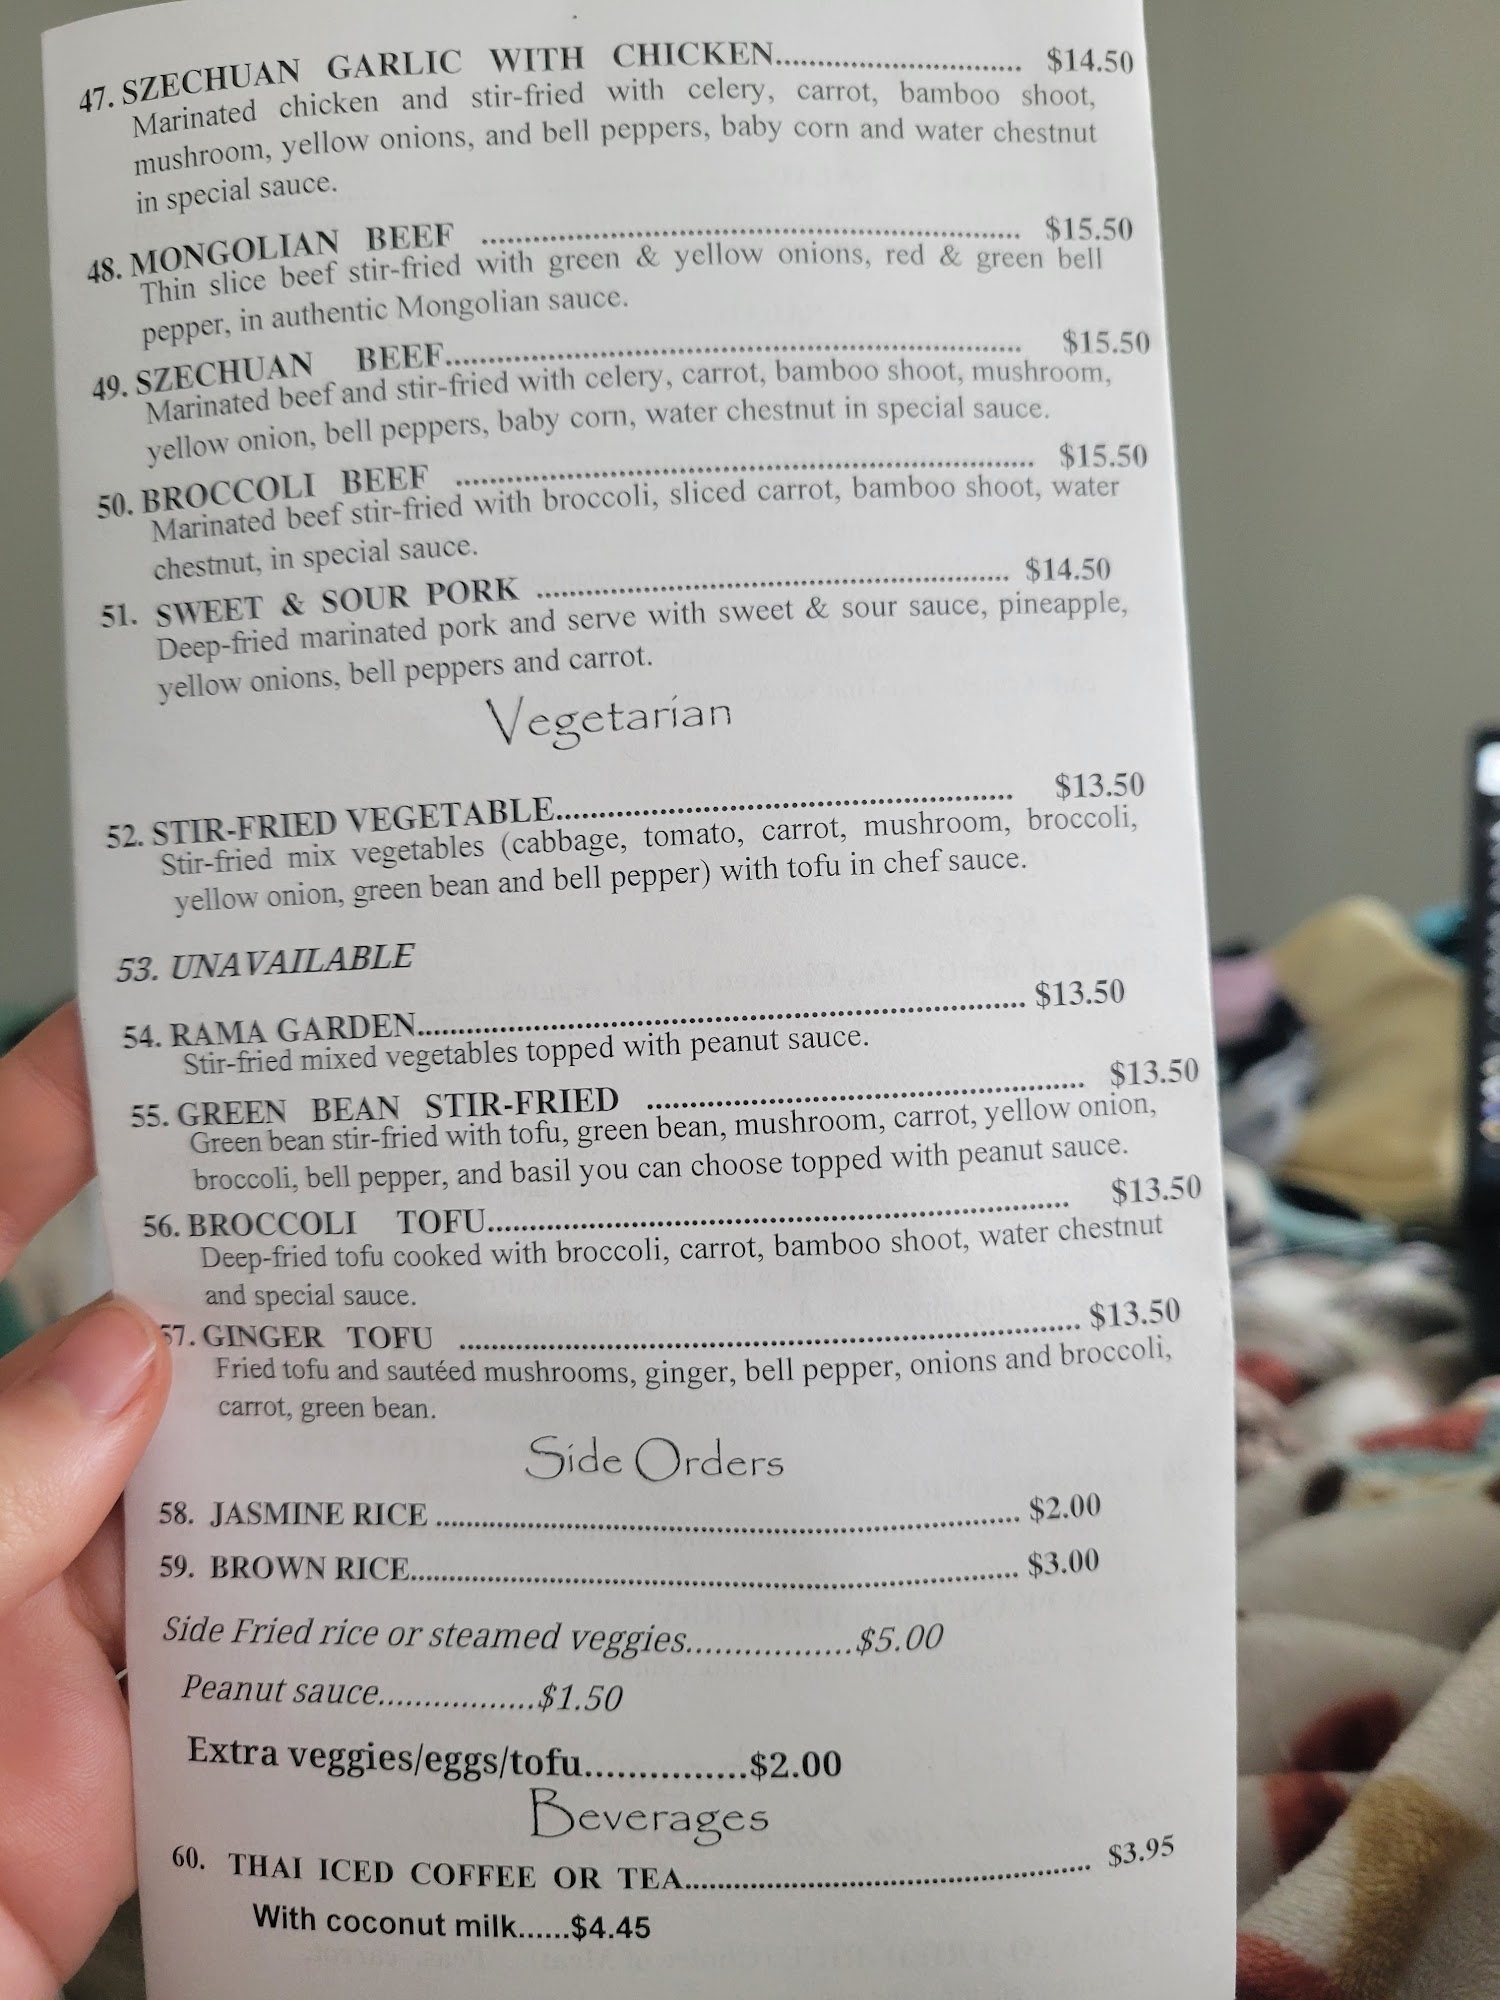 47. SZECHUAN GARLIC WITH CHICKEN............................ $14.50
Marinated chicken and stir-fried with celery, carrot, bamboo shoot,
mushroom, yellow onions, and bell peppers, baby corn and water chestnut
in special sauce.
48. MONGOLIAN BEEF ................................................................ $15.50
Thin slice beef stir-fried with green & yellow onions, red & green bell
pepper, in authentic Mongolian sauce.
49. SZECHUAN BEEF.................................................................... $15.50
Marinated beef and stir-fried with celery, carrot, bamboo shoot, mushroom,
yellow onion, bell peppers, baby corn, water chestnut in special sauce.
50. BROCCOLI BEEF .................................................................... $15.50
Marinated beef stir-fried with broccoli, sliced carrot, bamboo shoot, water
chestnut, in special sauce.
51. SWEET & SOUR PORK ........................................................ $14.50
Deep-fried marinated pork and serve with sweet & sour sauce, pineapple,
yellow onions, bell peppers and carrot.
Vegetarian
52. STIR-FRIED VEGETABLE...................................................... $13.50
Stir-fried mix vegetables (cabbage, tomato, carrot, mushroom, broccoli,
yellow onion, green bean and bell pepper) with tofu in chef sauce.
53. UNAVAILABLE
54. RAMA GARDEN........................................................................ $13.50
Stir-fried mixed vegetables topped with peanut sauce.
55. GREEN BEAN STIR-FRIED .................................................... $13.50
Green bean stir-fried with tofu, green bean, mushroom, carrot, yellow onion,
broccoli, bell pepper, and basil you can choose topped with peanut sauce.
56. BROCCOLI TOFU.................................................................... $13.50
Deep-fried tofu cooked with broccoli, carrot, bamboo shoot, water chestnut
and special sauce.
57. GINGER TOFU ........................................................................ $13.50
Fried tofu and sautéed mushrooms, ginger, bell pepper, onions and broccoli,
carrot, green bean.
Side Orders
58. JASMINE RICE ...................................................................... $2.00
59. BROWN RICE......................................................................... $3.00
Side Fried rice or steamed veggies..................$5.00
Peanut sauce.................$1.50
Extra veggies/eggs/tofu...............$2.00
Beverages
60. THAI ICED COFFEE OR TEA................................................ $3.95
With coconut milk......$4.45